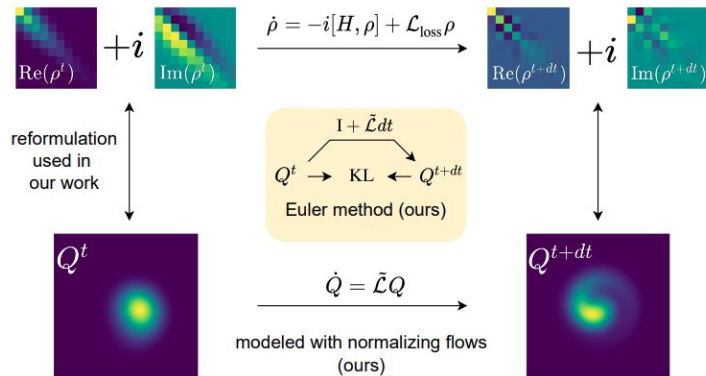 Re(ρ^t) +i Im(ρ^t)
ρ̇ = −i[H, ρ] + 𝓛_loss ρ
Re(ρ^{t+dt}) +i Im(ρ^{t+dt})
reformulation
used in
our work
I + 𝓛̃dt
Q^t → KL ← Q^{t+dt}
Euler method (ours)
Q^t
Q̇ = 𝓛̃Q
modeled with normalizing flows
(ours)
Q^{t+dt}